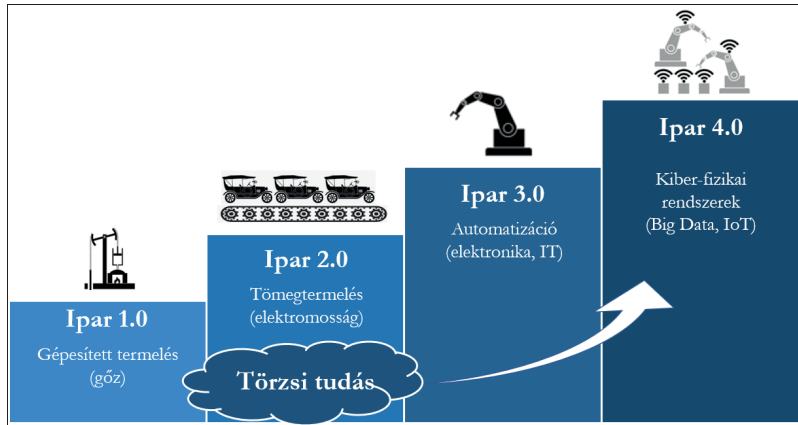 Ipar 1.0
Gépesített termelés
(gőz)
Ipar 2.0
Tömegtermelés
(elektromosság)
Törzsi tudás
Ipar 3.0
Automatizáció
(elektronika, IT)
Ipar 4.0
Kiber-fizikai
rendszerek
(Big Data, IoT)